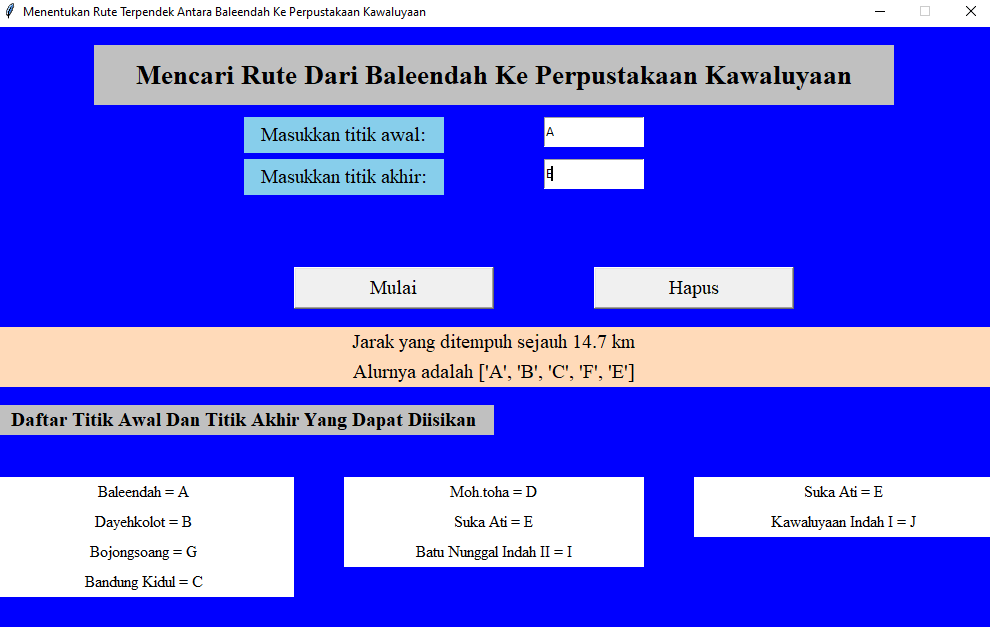 Menentukan Rute Terpendek Antara Baleendah Ke Perpustakaan Kawaluyaan
Mencari Rute Dari Baleendah Ke Perpustakaan Kawaluyaan
Masukkan titik awal: A
Masukkan titik akhir: E
Mulai Hapus
Jarak yang ditempuh sejauh 14.7 km
Alurnya adalah ['A', 'B', 'C', 'F', 'E']
Daftar Titik Awal Dan Titik Akhir Yang Dapat Diisikan
Baleendah = A
Dayehkolot = B
Bojongsoang = G
Bandung Kidul = C
Moh.toha = D
Suka Ati = E
Batu Nunggal Indah II = I
Suka Ati = E
Kawaluyaan Indah I = J